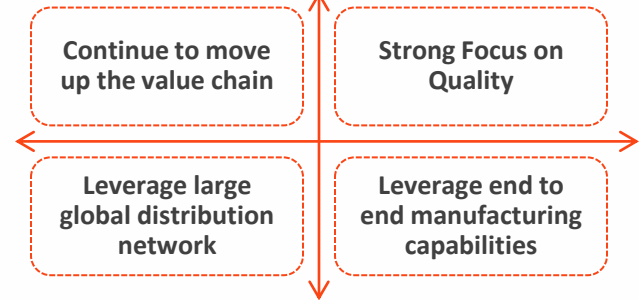 Continue to move
up the value chain
Strong Focus on
Quality
Leverage large
global distribution
network
Leverage end to
end manufacturing
capabilities